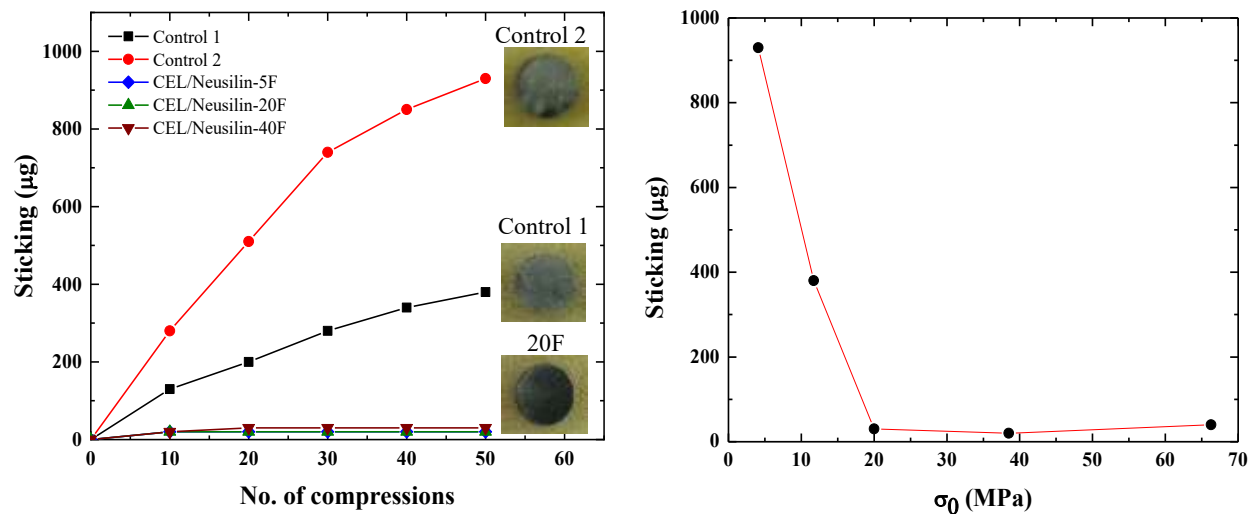 1000
800
600
400
200
0
Sticking (µg)
Control 1
Control 2
CEL/Neusilin-5F
CEL/Neusilin-20F
CEL/Neusilin-40F
Control 2
Control 1
20F
0 10 20 30 40 50 60
No. of compressions
1000
800
600
400
200
0
Sticking (µg)
0 10 20 30 40 50 60 70
σ0 (MPa)